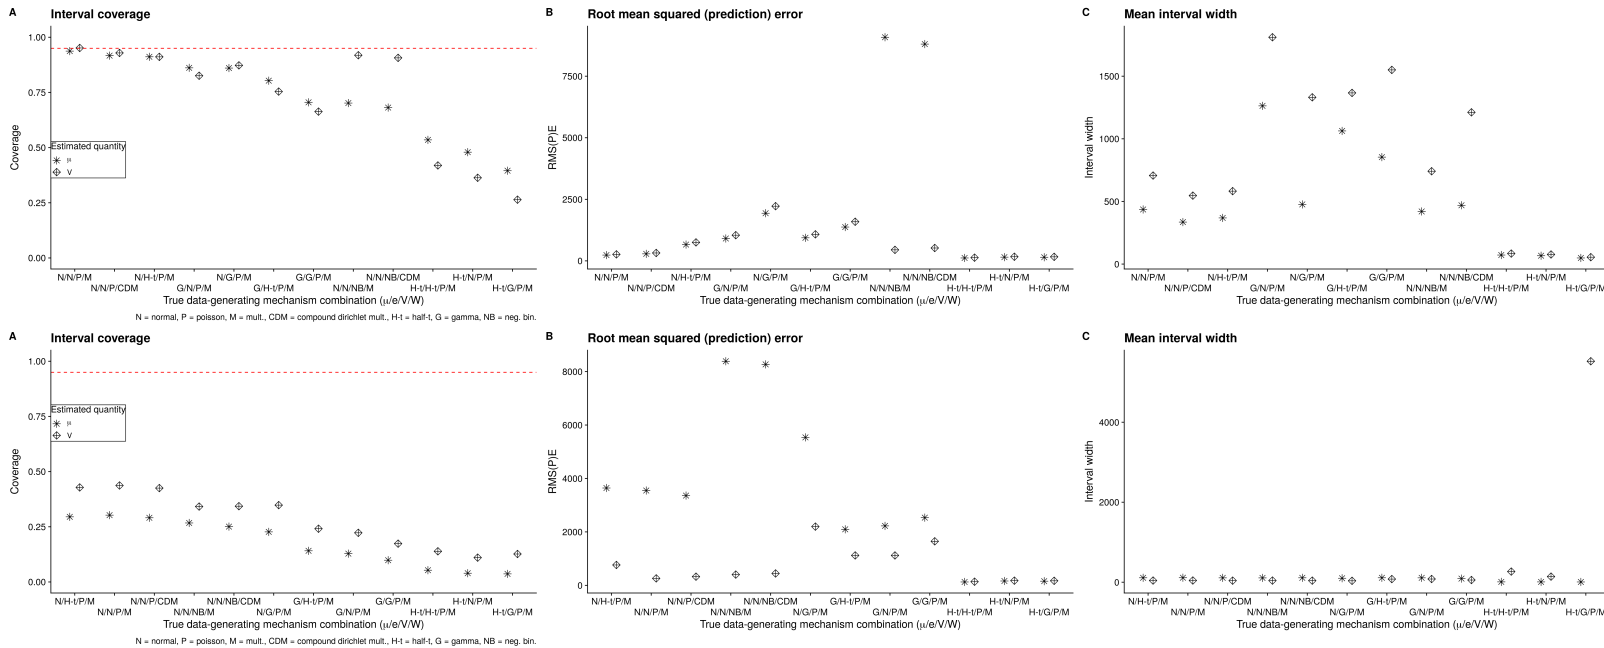 A
Interval coverage
1.00
0.75
0.50
0.25
0.00
Coverage
Estimated quantity
μ
V
N/N/P/M
N/H-t/P/M
N/G/P/M
G/G/P/M
N/N/NB/CDM
H-t/N/P/M
N/N/P/CDM
G/N/P/M
G/H-t/P/M
N/N/NB/M
H-t/H-t/P/M
H-t/G/P/M
True data-generating mechanism combination (μ/e/V/W)
N = normal, P = poisson, M = mult., CDM = compound dirichlet mult., H-t = half-t, G = gamma, NB = neg. bin.
B
Root mean squared (prediction) error
7500
5000
2500
0
RMS(P)E
N/N/P/M
N/H-t/P/M
N/G/P/M
G/G/P/M
N/N/NB/CDM
H-t/N/P/M
N/N/P/CDM
G/N/P/M
G/H-t/P/M
N/N/NB/M
H-t/H-t/P/M
H-t/G/P/M
True data-generating mechanism combination (μ/e/V/W)
C
Mean interval width
1500
1000
500
0
Interval width
N/N/P/M
N/H-t/P/M
N/G/P/M
G/G/P/M
N/N/NB/CDM
H-t/N/P/M
N/N/P/CDM
G/N/P/M
G/H-t/P/M
N/N/NB/M
H-t/H-t/P/M
H-t/G/P/M
True data-generating mechanism combination (μ/e/V/W)
A
Interval coverage
1.00
0.75
0.50
0.25
0.00
Coverage
Estimated quantity
μ
V
N/H-t/P/M
N/N/P/CDM
N/N/NB/CDM
G/H-t/P/M
G/G/P/M
H-t/N/P/M
N/N/P/M
N/N/NB/M
N/G/P/M
G/N/P/M
H-t/H-t/P/M
H-t/G/P/M
True data-generating mechanism combination (μ/e/V/W)
N = normal, P = poisson, M = mult., CDM = compound dirichlet mult., H-t = half-t, G = gamma, NB = neg. bin.
B
Root mean squared (prediction) error
8000
6000
4000
2000
0
RMS(P)E
N/H-t/P/M
N/N/P/CDM
N/N/NB/CDM
G/H-t/P/M
G/G/P/M
H-t/N/P/M
N/N/P/M
N/N/NB/M
N/G/P/M
G/N/P/M
H-t/H-t/P/M
H-t/G/P/M
True data-generating mechanism combination (μ/e/V/W)
C
Mean interval width
4000
2000
0
Interval width
N/H-t/P/M
N/N/P/CDM
N/N/NB/CDM
G/H-t/P/M
G/G/P/M
H-t/N/P/M
N/N/P/M
N/N/NB/M
N/G/P/M
G/N/P/M
H-t/H-t/P/M
H-t/G/P/M
True data-generating mechanism combination (μ/e/V/W)